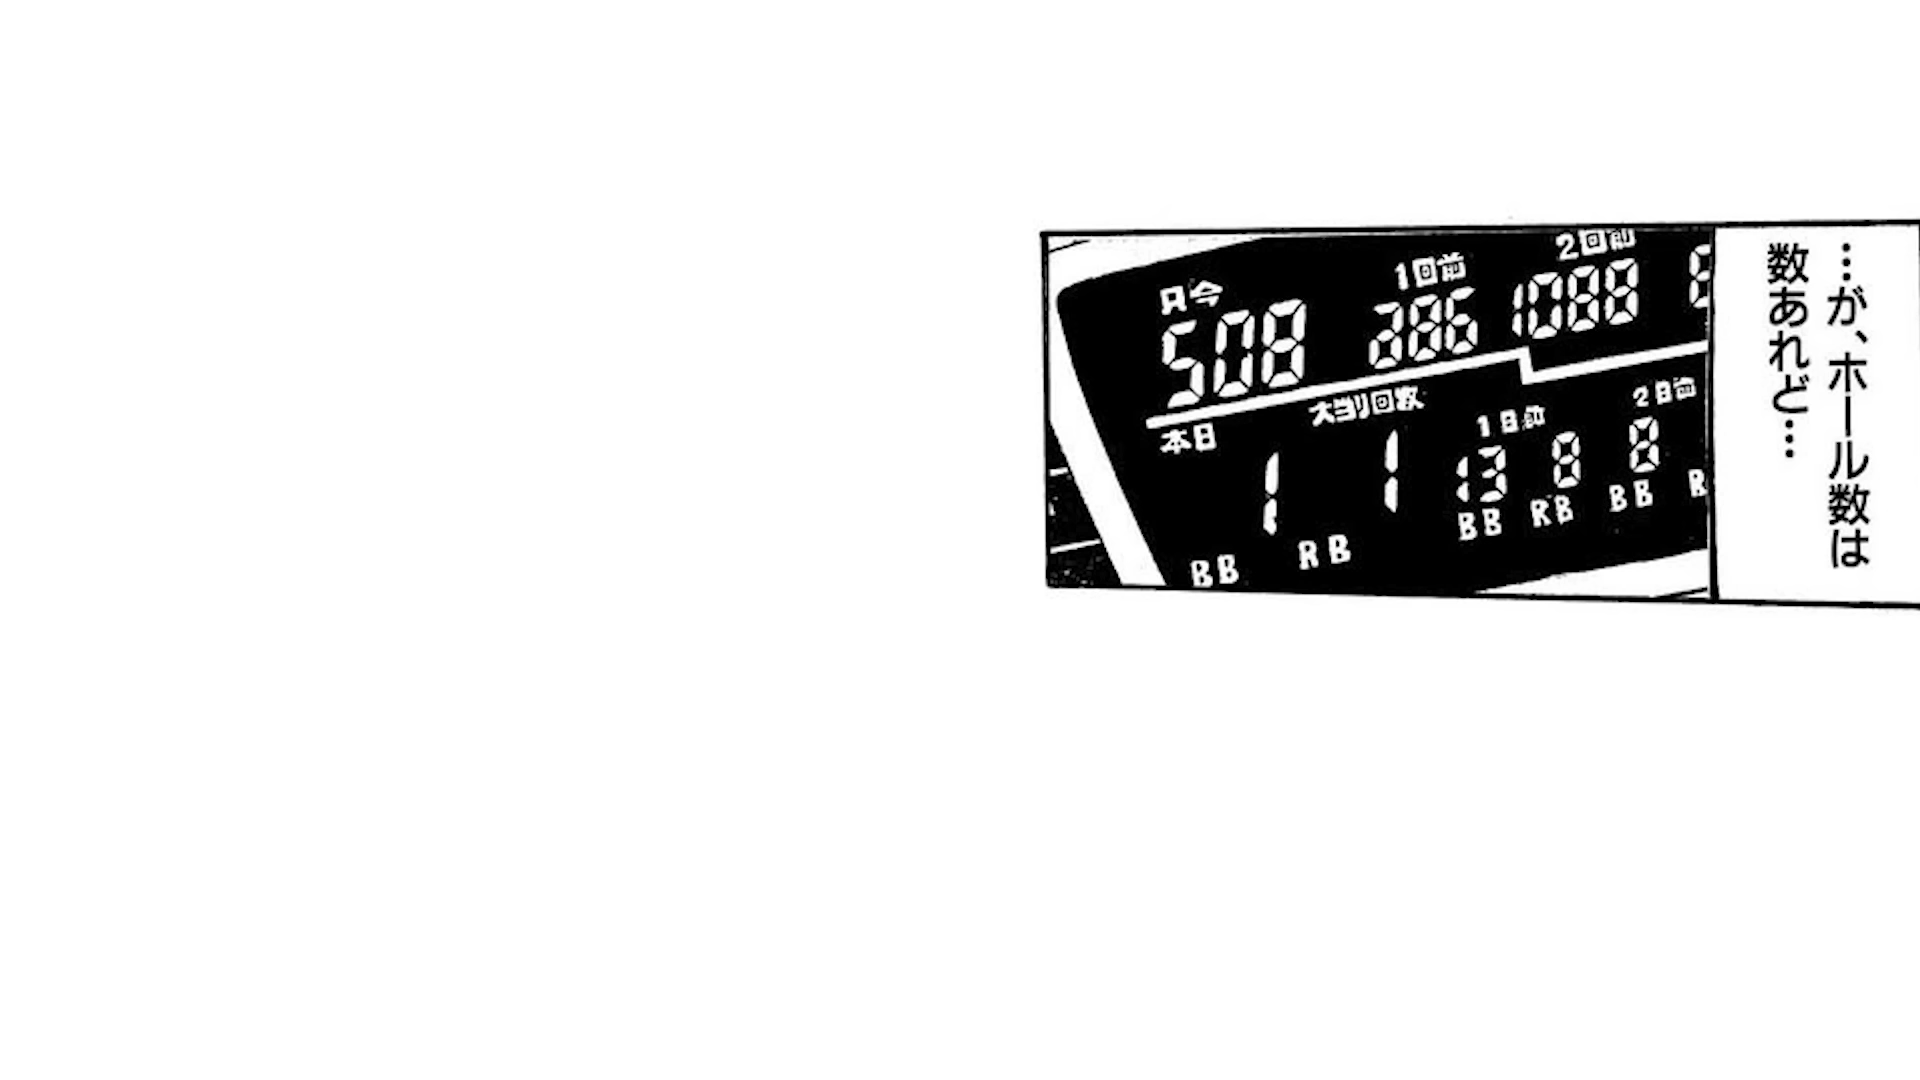 …が、ホール数は
数あれど…
只今 1回前 2回前
508 286 1088 8
大当り回数
本日 1日前 2日前
1 1 13 8 8
BB RB BB RB BB R